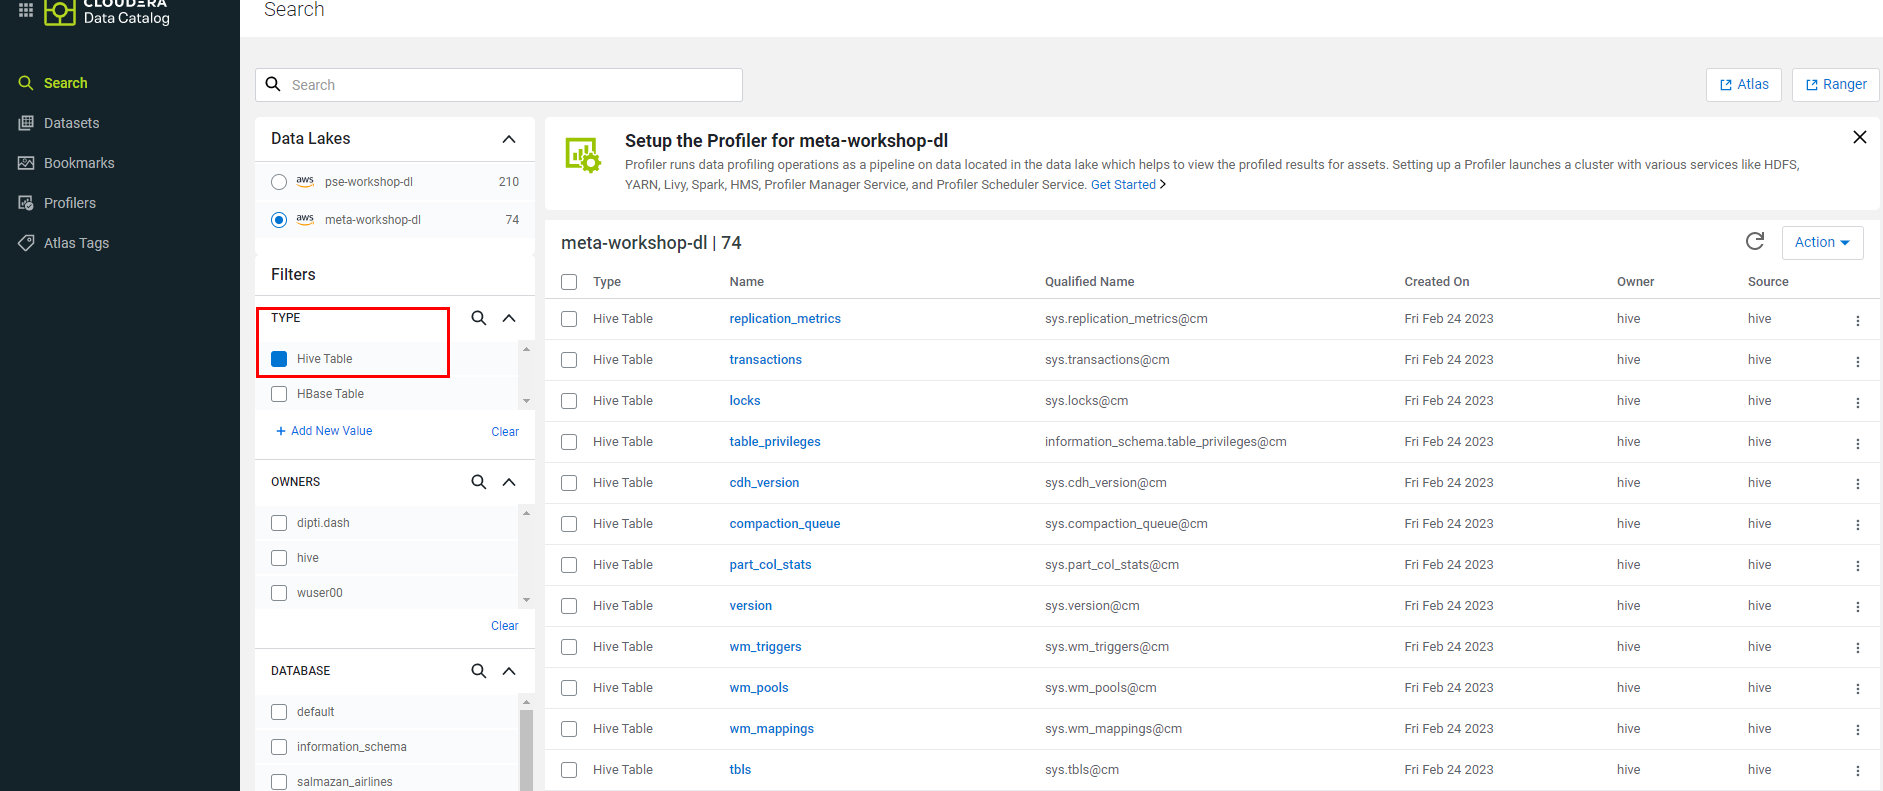 CLOUDERA
Data Catalog
Search
Datasets
Bookmarks
Profilers
Atlas Tags
Search
Search
Atlas
Ranger
Data Lakes
aws pse-workshop-dl 210
aws meta-workshop-dl 74
Filters
TYPE
Hive Table
HBase Table
+ Add New Value Clear
OWNERS
dipti.dash
hive
wuser00
Clear
DATABASE
default
information_schema
salmazan_airlines
Setup the Profiler for meta-workshop-dl
Profiler runs data profiling operations as a pipeline on data located in the data lake which helps to view the profiled results for assets. Setting up a Profiler launches a cluster with various services like HDFS,
YARN, Livy, Spark, HMS, Profiler Manager Service, and Profiler Scheduler Service. Get Started
meta-workshop-dl | 74
Action
Type Name Qualified Name Created On Owner Source
Hive Table replication_metrics sys.replication_metrics@cm Fri Feb 24 2023 hive hive
Hive Table transactions sys.transactions@cm Fri Feb 24 2023 hive hive
Hive Table locks sys.locks@cm Fri Feb 24 2023 hive hive
Hive Table table_privileges information_schema.table_privileges@cm Fri Feb 24 2023 hive hive
Hive Table cdh_version sys.cdh_version@cm Fri Feb 24 2023 hive hive
Hive Table compaction_queue sys.compaction_queue@cm Fri Feb 24 2023 hive hive
Hive Table part_col_stats sys.part_col_stats@cm Fri Feb 24 2023 hive hive
Hive Table version sys.version@cm Fri Feb 24 2023 hive hive
Hive Table wm_triggers sys.wm_triggers@cm Fri Feb 24 2023 hive hive
Hive Table wm_pools sys.wm_pools@cm Fri Feb 24 2023 hive hive
Hive Table wm_mappings sys.wm_mappings@cm Fri Feb 24 2023 hive hive
Hive Table tbls sys.tbls@cm Fri Feb 24 2023 hive hive